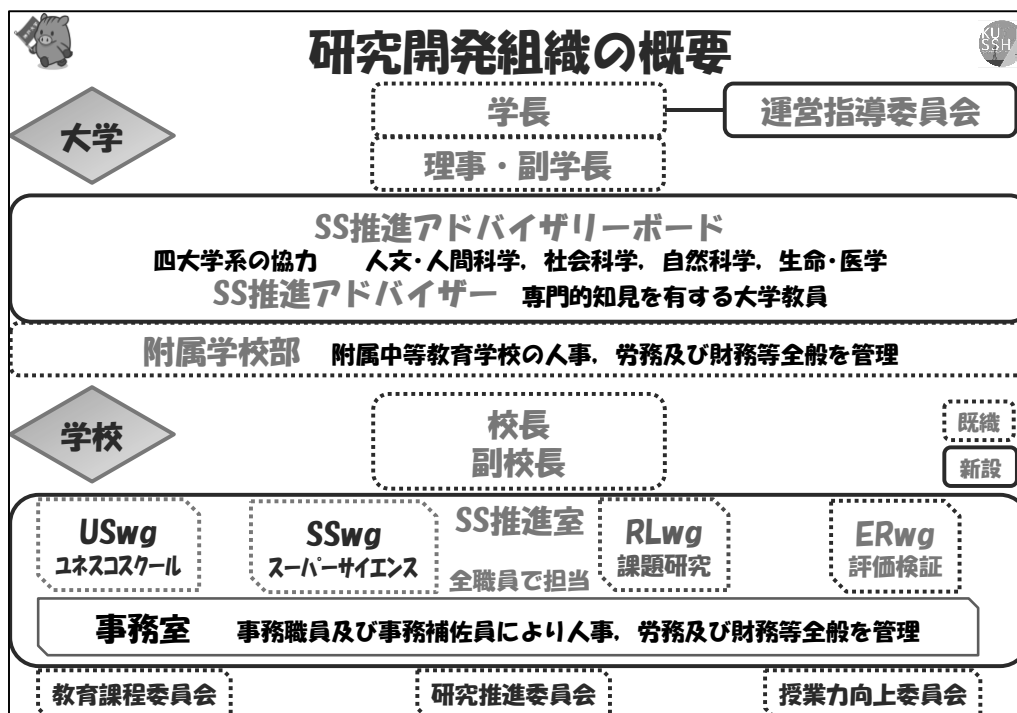 研究開発組織の概要
KU
SSH
大学
学長
運営指導委員会
理事・副学長
SS推進アドバイザリーボード
四大学系の協力　人文・人間科学，社会科学，自然科学，生命・医学
SS推進アドバイザー　専門的知見を有する大学教員
附属学校部　附属中等教育学校の人事，労務及び財務等全般を管理
学校
校長
副校長
既織
新設
USwg
ユネスコスクール
SSwg
スーパーサイエンス
SS推進室
全職員で担当
RLwg
課題研究
ERwg
評価検証
事務室　事務職員及び事務補佐員により人事，労務及び財務等全般を管理
教育課程委員会
研究推進委員会
授業力向上委員会